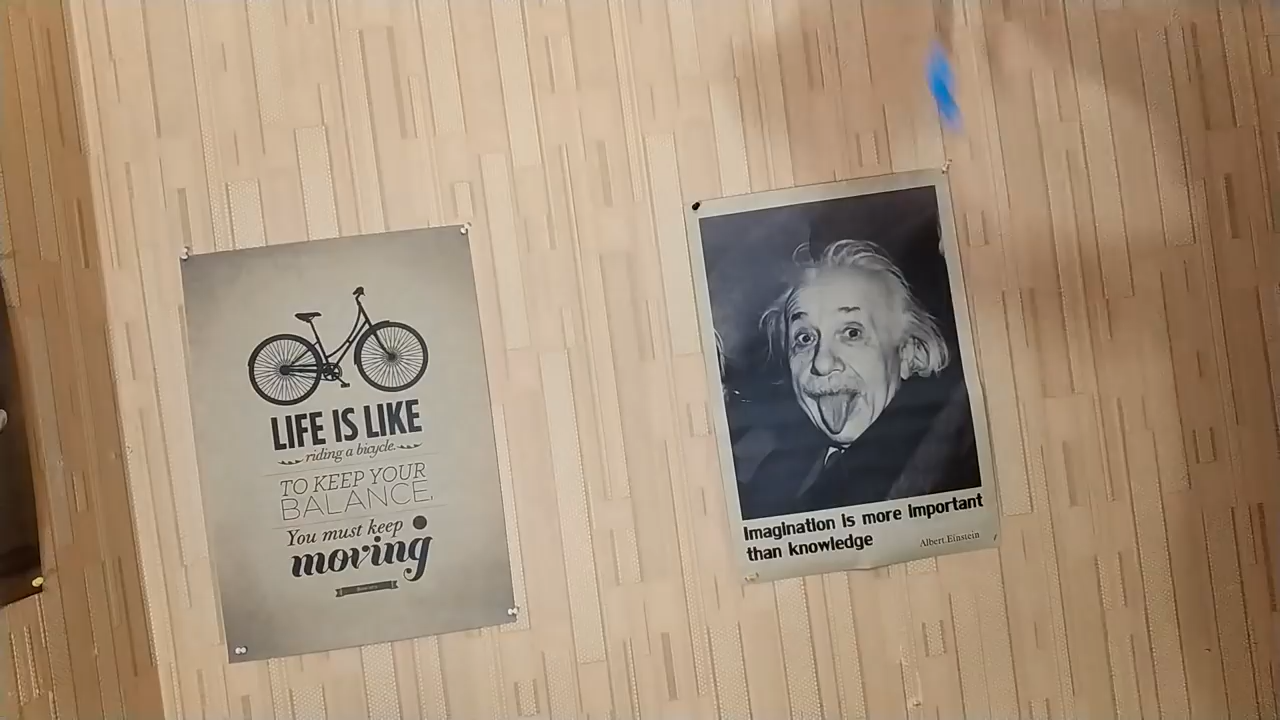 LIFE IS LIKE
riding a bicycle.
TO KEEP YOUR
BALANCE,
You must keep
moving
Imagination is more important
than knowledge
Albert.Einstein